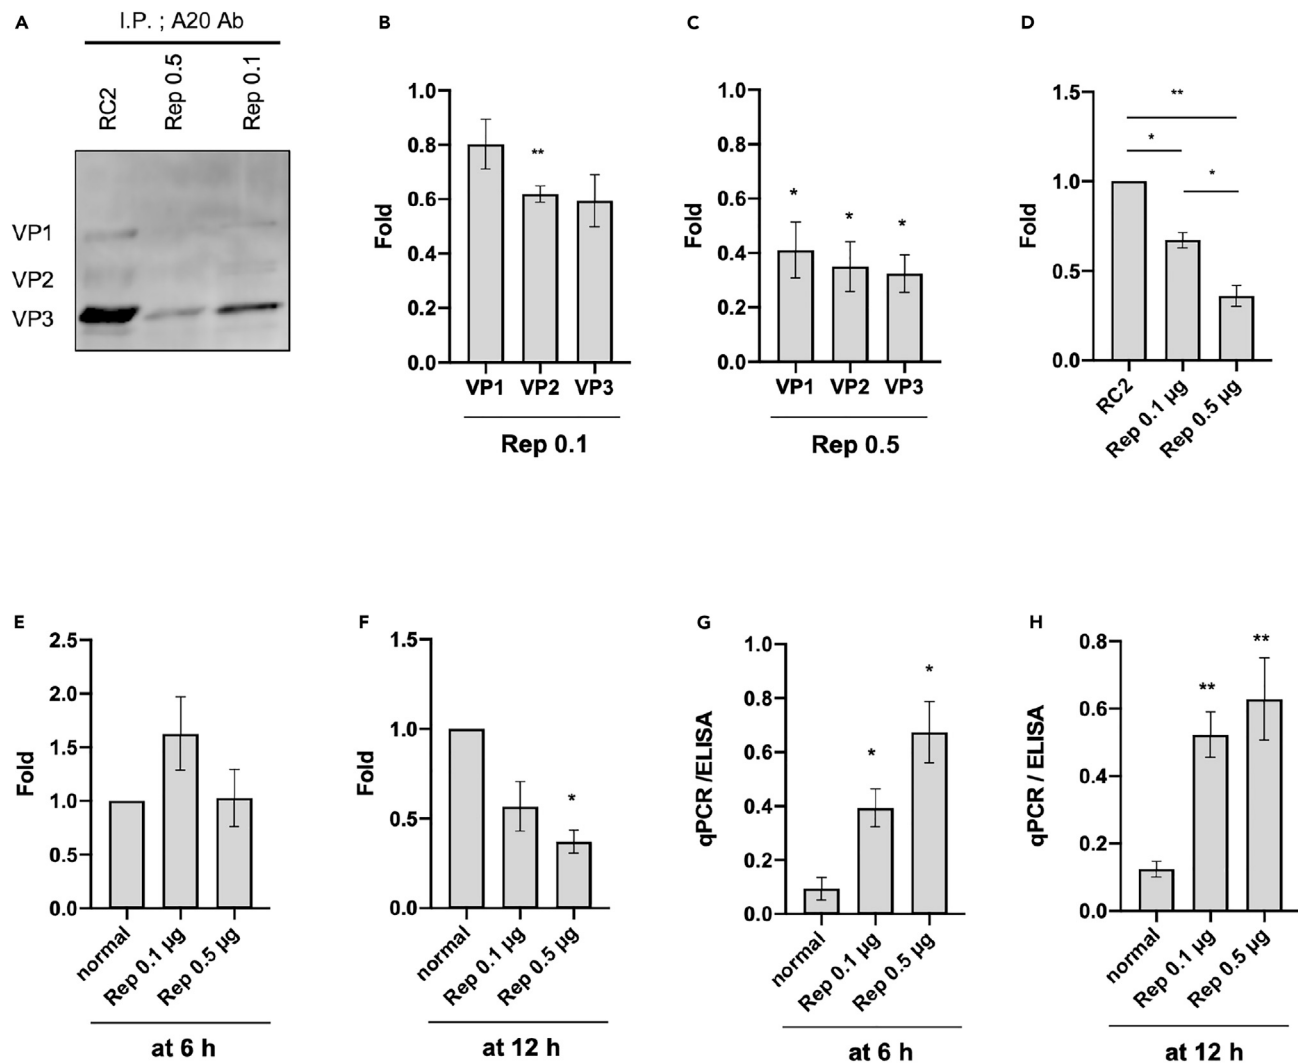 A
I.P. ; A20 Ab
RC2
Rep 0.5
Rep 0.1
VP1
VP2
VP3
B
Fold
1.0
0.8
0.6
0.4
0.2
0.0
**
VP1 VP2 VP3
Rep 0.1
C
Fold
1.0
0.8
0.6
0.4
0.2
0.0
* * *
VP1 VP2 VP3
Rep 0.5
D
Fold
1.5
1.0
0.5
0.0
**
*
*
RC2
Rep 0.1 µg
Rep 0.5 µg
E
Fold
2.5
2.0
1.5
1.0
0.5
0.0
normal
Rep 0.1 µg
Rep 0.5 µg
at 6 h
F
Fold
1.5
1.0
0.5
0.0
*
normal
Rep 0.1 µg
Rep 0.5 µg
at 12 h
G
qPCR /ELISA
1.0
0.8
0.6
0.4
0.2
0.0
*
*
normal
Rep 0.1 µg
Rep 0.5 µg
at 6 h
H
qPCR / ELISA
0.8
0.6
0.4
0.2
0.0
**
**
normal
Rep 0.1 µg
Rep 0.5 µg
at 12 h